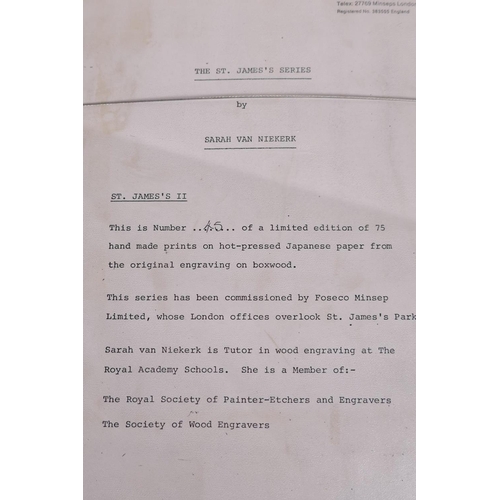 Telex: 27769 Minsep London
Registered No. 383553 England
THE ST. JAMES'S SERIES
by
SARAH VAN NIEKERK
ST. JAMES'S II
This is Number .. .. of a limited edition of 75
hand made prints on hot-pressed Japanese paper from
the original engraving on boxwood.
This series has been commissioned by Foseco Minsep
Limited, whose London offices overlook St. James's Park
Sarah van Niekerk is Tutor in wood engraving at The
Royal Academy Schools. She is a Member of:-
The Royal Society of Painter-Etchers and Engravers
The Society of Wood Engravers